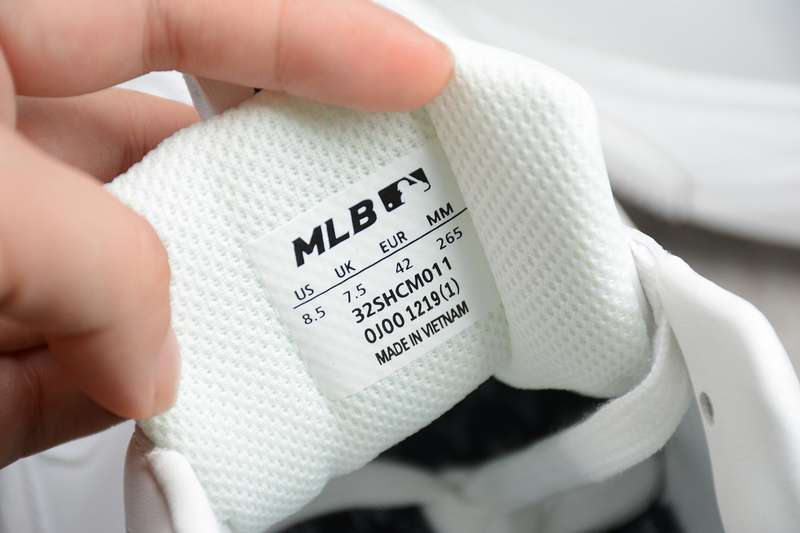 MLB
US UK EUR MM
8.5 7.5 42 265
32SHCM011
0J00 1219(1)
MADE IN VIETNAM